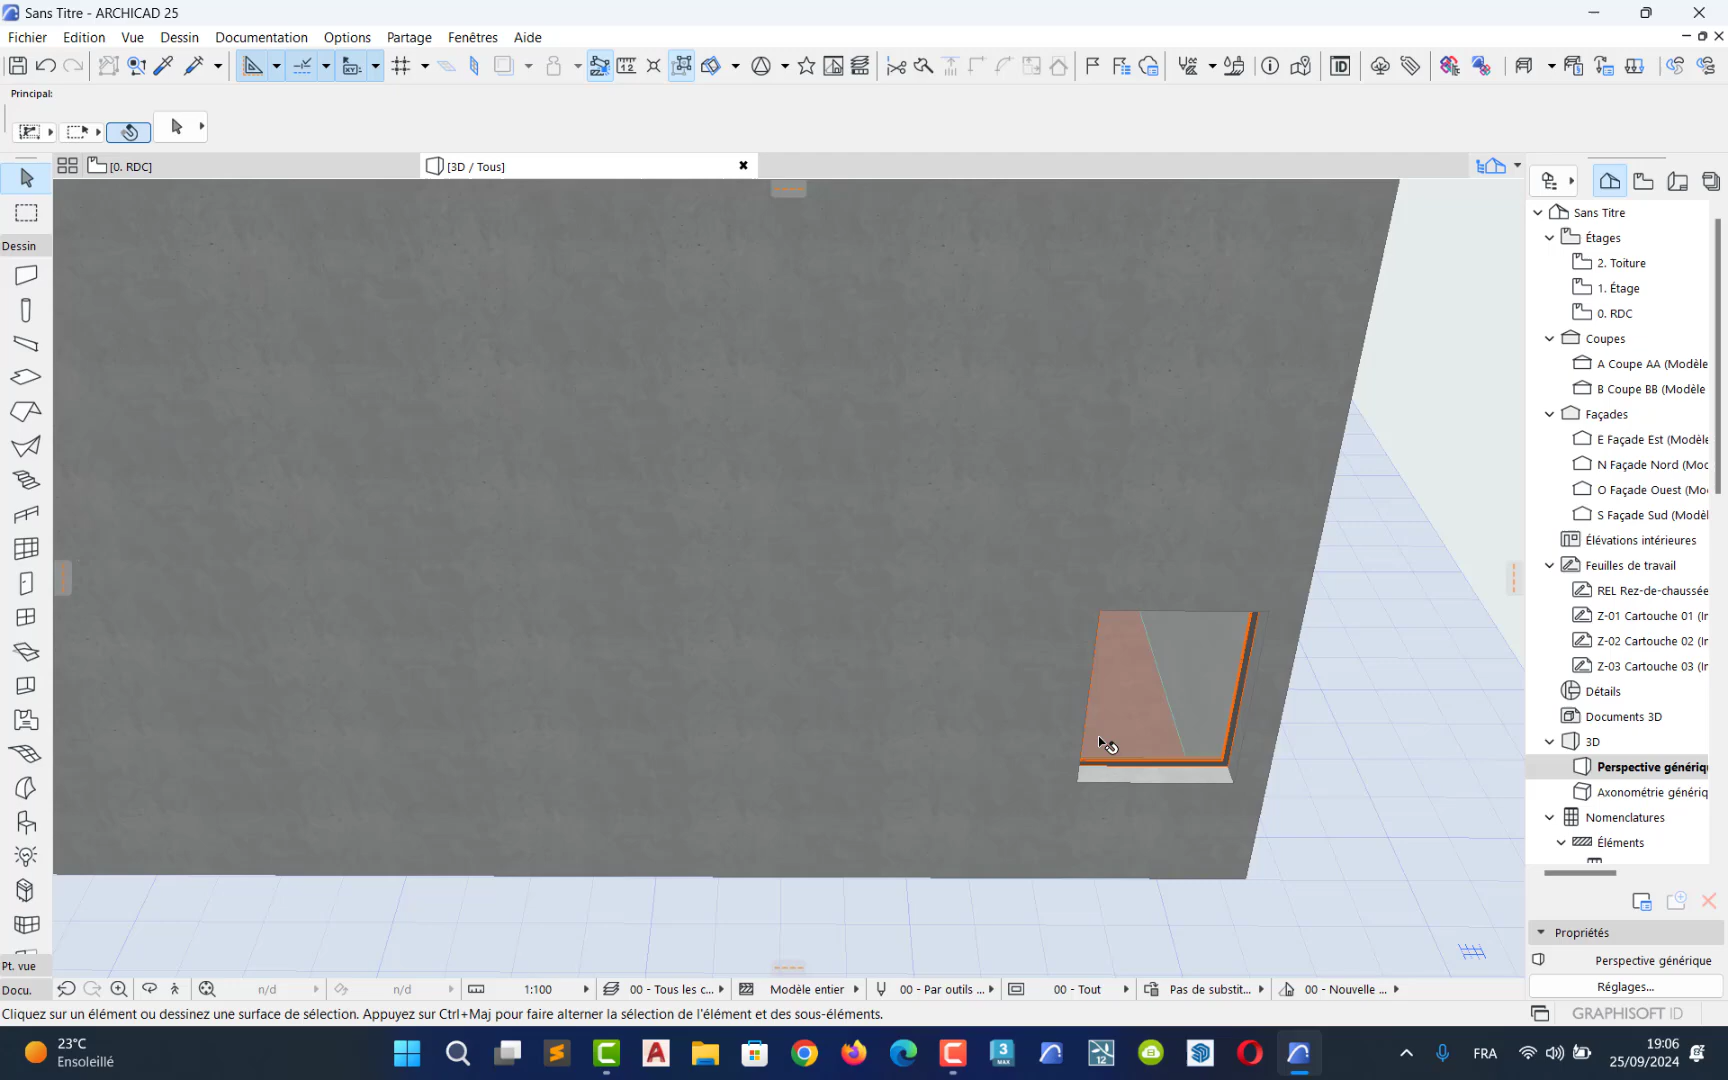 Sans Titre - ARCHICAD 25
Fichier Edition Vue Dessin Documentation Options Partage Fenêtres Aide
Principal:
[0. RDC]
[3D / Tous]
Dessin
Pt. vue
Docu.
Sans Titre
Étages
2. Toiture
1. Étage
0. RDC
Coupes
A Coupe AA (Modèle
B Coupe BB (Modèle
Façades
E Façade Est (Modèle
N Façade Nord (Moc
O Façade Ouest (Mo
S Façade Sud (Modèl
Élévations intérieures
Feuilles de travail
REL Rez-de-chaussée
Z-01 Cartouche 01 (Ir
Z-02 Cartouche 02 (Ir
Z-03 Cartouche 03 (Ir
Détails
Documents 3D
3D
Perspective génériqu
Axonométrie génériq
Nomenclatures
Éléments
Propriétés
Perspective générique
Réglages...
n/d n/d 1:100 00 - Tous les c... Modèle entier 00 - Par outils ... 00 - Tout Pas de substit... 00 - Nouvelle ...
Cliquez sur un élément ou dessinez une surface de sélection. Appuyez sur Ctrl+Maj pour faire alterner la sélection de l'élément et des sous-éléments.
GRAPHISOFT ID
23°C
Ensoleillé
FRA
19:06
25/09/2024